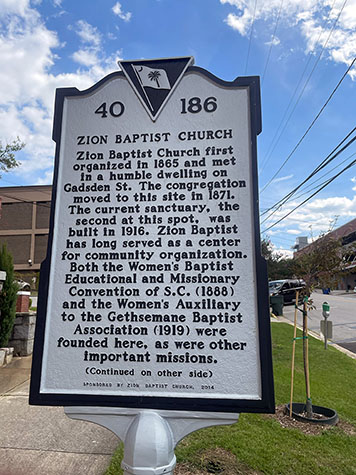 40 186
ZION BAPTIST CHURCH
Zion Baptist Church first
organized in 1865 and met
in a humble dwelling on
Gadsden St. The congregation
moved to this site in 1871.
The current sanctuary, the
second at this spot, was
built in 1916. Zion Baptist
has long served as a center
for community organization.
Both the Women's Baptist
Educational and Missionary
Convention of S.C. (1888)
and the Women's Auxiliary
to the Gethsemane Baptist
Association (1919) were
founded here, as were other
important missions.
(Continued on other side)
SPONSORED BY ZION BAPTIST CHURCH, 2014